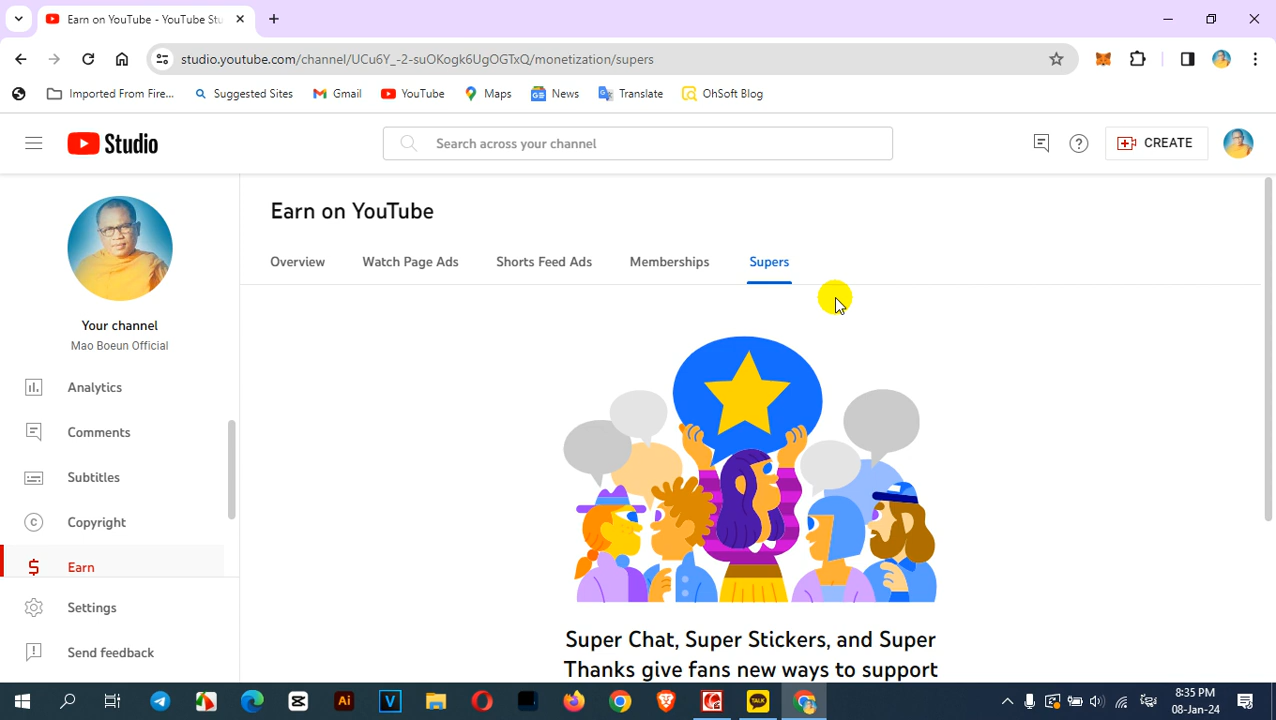 Earn on YouTube - YouTube Stu
studio.youtube.com/channel/UCu6Y_-2-suOKogk6UgOGTxQ/monetization/supers
Imported From Fire... Suggested Sites Gmail YouTube Maps News Translate OhSoft Blog
Studio
Search across your channel
CREATE
Earn on YouTube
Overview Watch Page Ads Shorts Feed Ads Memberships Supers
Your channel
Mao Boeun Official
Analytics
Comments
Subtitles
Copyright
Earn
Settings
Send feedback
Super Chat, Super Stickers, and Super
Thanks give fans new ways to support
Ai
V
TALK
8:35 PM
08-Jan-24